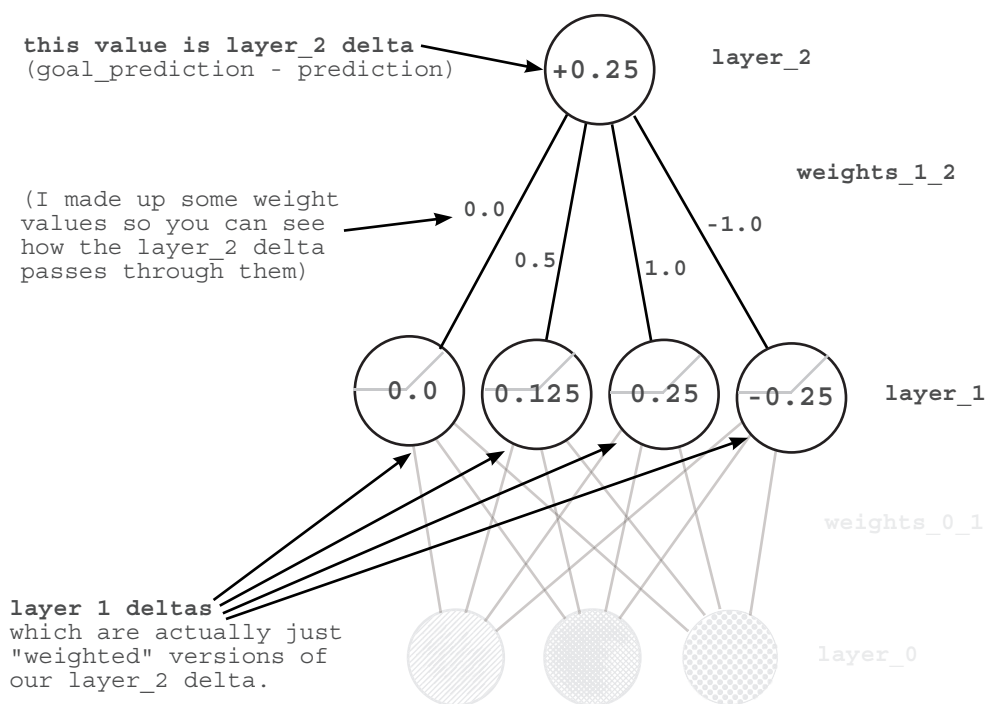 this value is layer_2 delta
(goal_prediction - prediction)
+0.25
layer_2
weights_1_2
(I made up some weight
values so you can see
how the layer_2 delta
passes through them)
0.0
0.5
1.0
-1.0
0.0
0.125
0.25
-0.25
layer_1
weights_0_1
layer 1 deltas
which are actually just
"weighted" versions of
our layer_2 delta.
layer_0